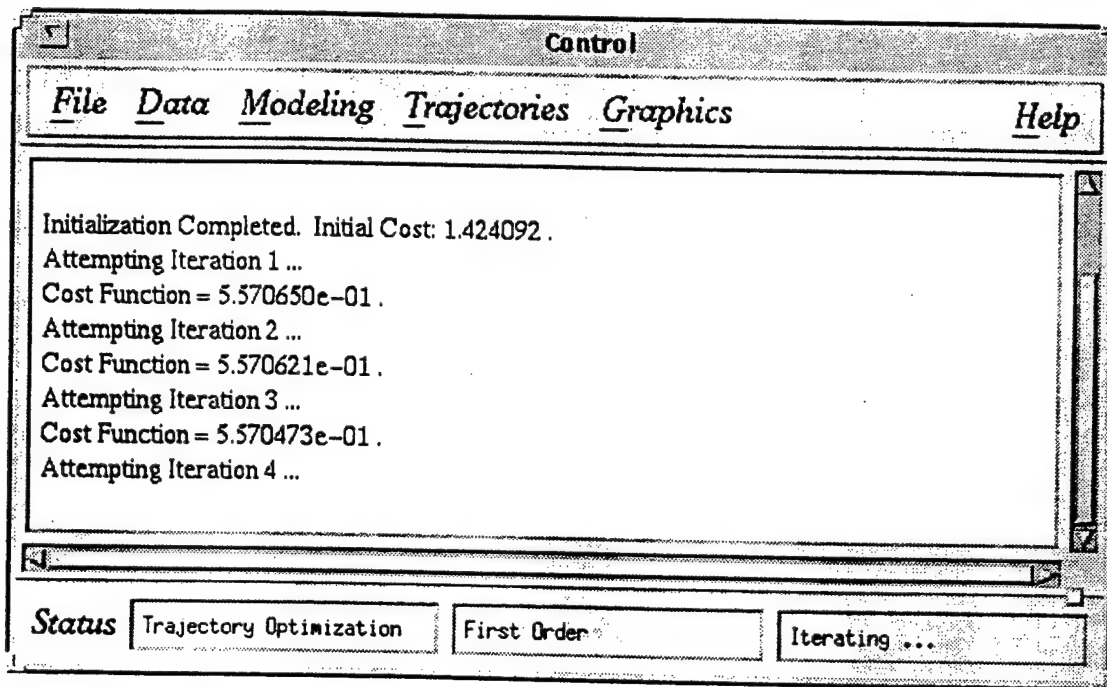 Control
File Data Modeling Trajectories Graphics Help
Initialization Completed. Initial Cost: 1.424092 .
Attempting Iteration 1 ...
Cost Function = 5.570650e-01 .
Attempting Iteration 2 ...
Cost Function = 5.570621e-01 .
Attempting Iteration 3 ...
Cost Function = 5.570473e-01 .
Attempting Iteration 4 ...
Status Trajectory Optimization First Order Iterating ...